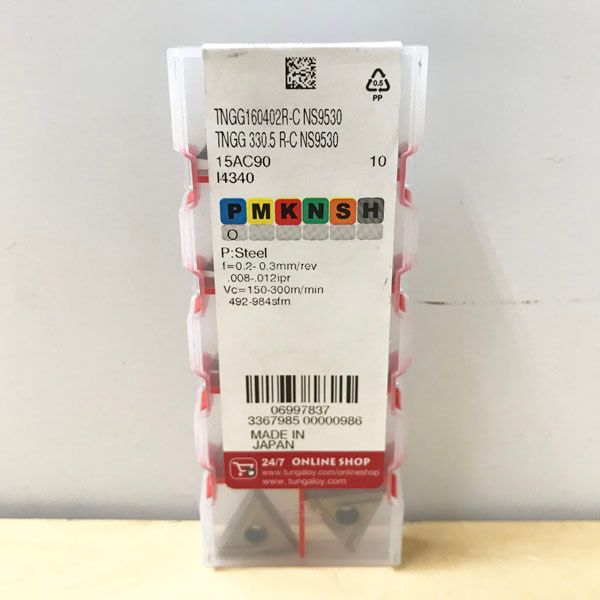 0.5
PP
TNGG160402R-C NS9530
TNGG 330.5 R-C NS9530
15AC90 10
I4340
P M K N S H
O
P:Steel
f=0.2- 0.3mm/rev
.008-.012ipr
Vc=150-300m/min
492-984sfm
06997837
3367985 00000986
MADE IN
JAPAN
24/7 ONLINE SHOP
www.tungaloy.com/onlineshop
www.tungaloy.com